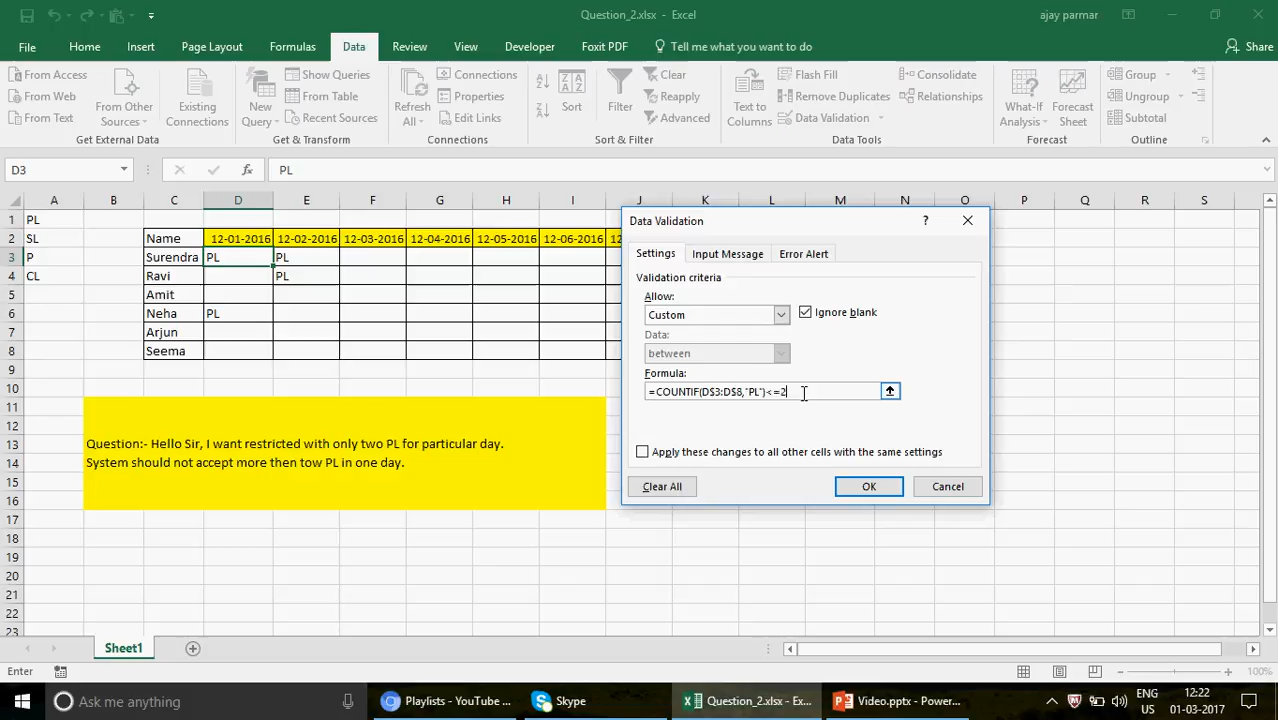 Question_2.xlsx - Excel
ajay parmar
File Home Insert Page Layout Formulas Data Review View Developer Foxit PDF Tell me what you want to do Share
From Access
From Web
From Text
From Other Sources
Existing Connections
Get External Data
New Query
Show Queries
From Table
Recent Sources
Get & Transform
Refresh All
Connections
Properties
Edit Links
Connections
Sort
Filter
Clear
Reapply
Advanced
Sort & Filter
Text to Columns
Flash Fill
Remove Duplicates
Data Validation
Consolidate
Relationships
Data Tools
What-If Analysis
Forecast Sheet
Forecast
Group
Ungroup
Subtotal
Outline
D3 PL
A B C D E F G H I J K L M N O P Q R S
1 PL
2 SL Name 12-01-2016 12-02-2016 12-03-2016 12-04-2016 12-05-2016 12-06-2016 12
3 P Surendra PL PL
4 CL Ravi PL
5 Amit
6 Neha PL
7 Arjun
8 Seema
9
10
11
12
13 Question:- Hello Sir, I want restricted with only two PL for particular day.
14 System should not accept more then tow PL in one day.
15
16
17
18
19
20
21
22
23
Data Validation
?
Settings Input Message Error Alert
Validation criteria
Allow:
Custom
Ignore blank
Data:
between
Formula:
=COUNTIF(D$3:D$8,"PL")<=2
Apply these changes to all other cells with the same settings
Clear All OK Cancel
Sheet1
Enter
100%
Ask me anything
Playlists - YouTube ...
Skype
Question_2.xlsx - Exc...
Video.pptx - Power...
ENG
IN
12:22
01-03-2017